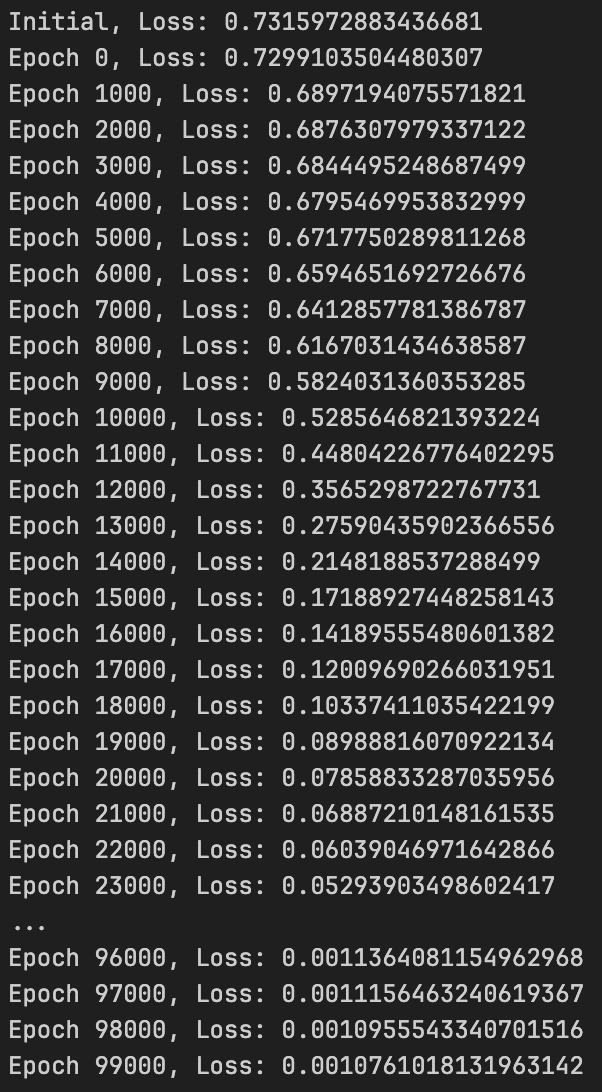 Initial, Loss: 0.7315972883436681
Epoch 0, Loss: 0.7299103504480307
Epoch 1000, Loss: 0.6897194075571821
Epoch 2000, Loss: 0.6876307979337122
Epoch 3000, Loss: 0.6844495248687499
Epoch 4000, Loss: 0.6795469953832999
Epoch 5000, Loss: 0.6717750289811268
Epoch 6000, Loss: 0.6594651692726676
Epoch 7000, Loss: 0.6412857781386787
Epoch 8000, Loss: 0.6167031434638587
Epoch 9000, Loss: 0.5824031360353285
Epoch 10000, Loss: 0.5285646821393224
Epoch 11000, Loss: 0.44804226776402295
Epoch 12000, Loss: 0.3565298722767731
Epoch 13000, Loss: 0.27590435902366556
Epoch 14000, Loss: 0.2148188537288499
Epoch 15000, Loss: 0.17188927448258143
Epoch 16000, Loss: 0.14189555480601382
Epoch 17000, Loss: 0.12009690266031951
Epoch 18000, Loss: 0.10337411035422199
Epoch 19000, Loss: 0.08988816070922134
Epoch 20000, Loss: 0.07858833287035956
Epoch 21000, Loss: 0.06887210148161535
Epoch 22000, Loss: 0.06039046971642866
Epoch 23000, Loss: 0.05293903498602417
...
Epoch 96000, Loss: 0.0011364081154962968
Epoch 97000, Loss: 0.0011156463240619367
Epoch 98000, Loss: 0.0010955543340701516
Epoch 99000, Loss: 0.0010761018131963142